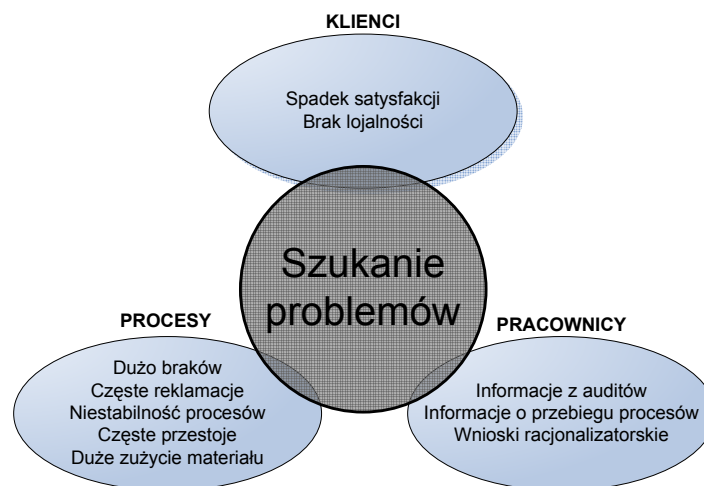 KLIENCI
Spadek satysfakcji
Brak lojalności
Szukanie
problemów
PROCESY
Dużo braków
Częste reklamacje
Niestabilność procesów
Częste przestoje
Duże zużycie materiału
PRACOWNICY
Informacje z auditów
Informacje o przebiegu procesów
Wnioski racjonalizatorskie